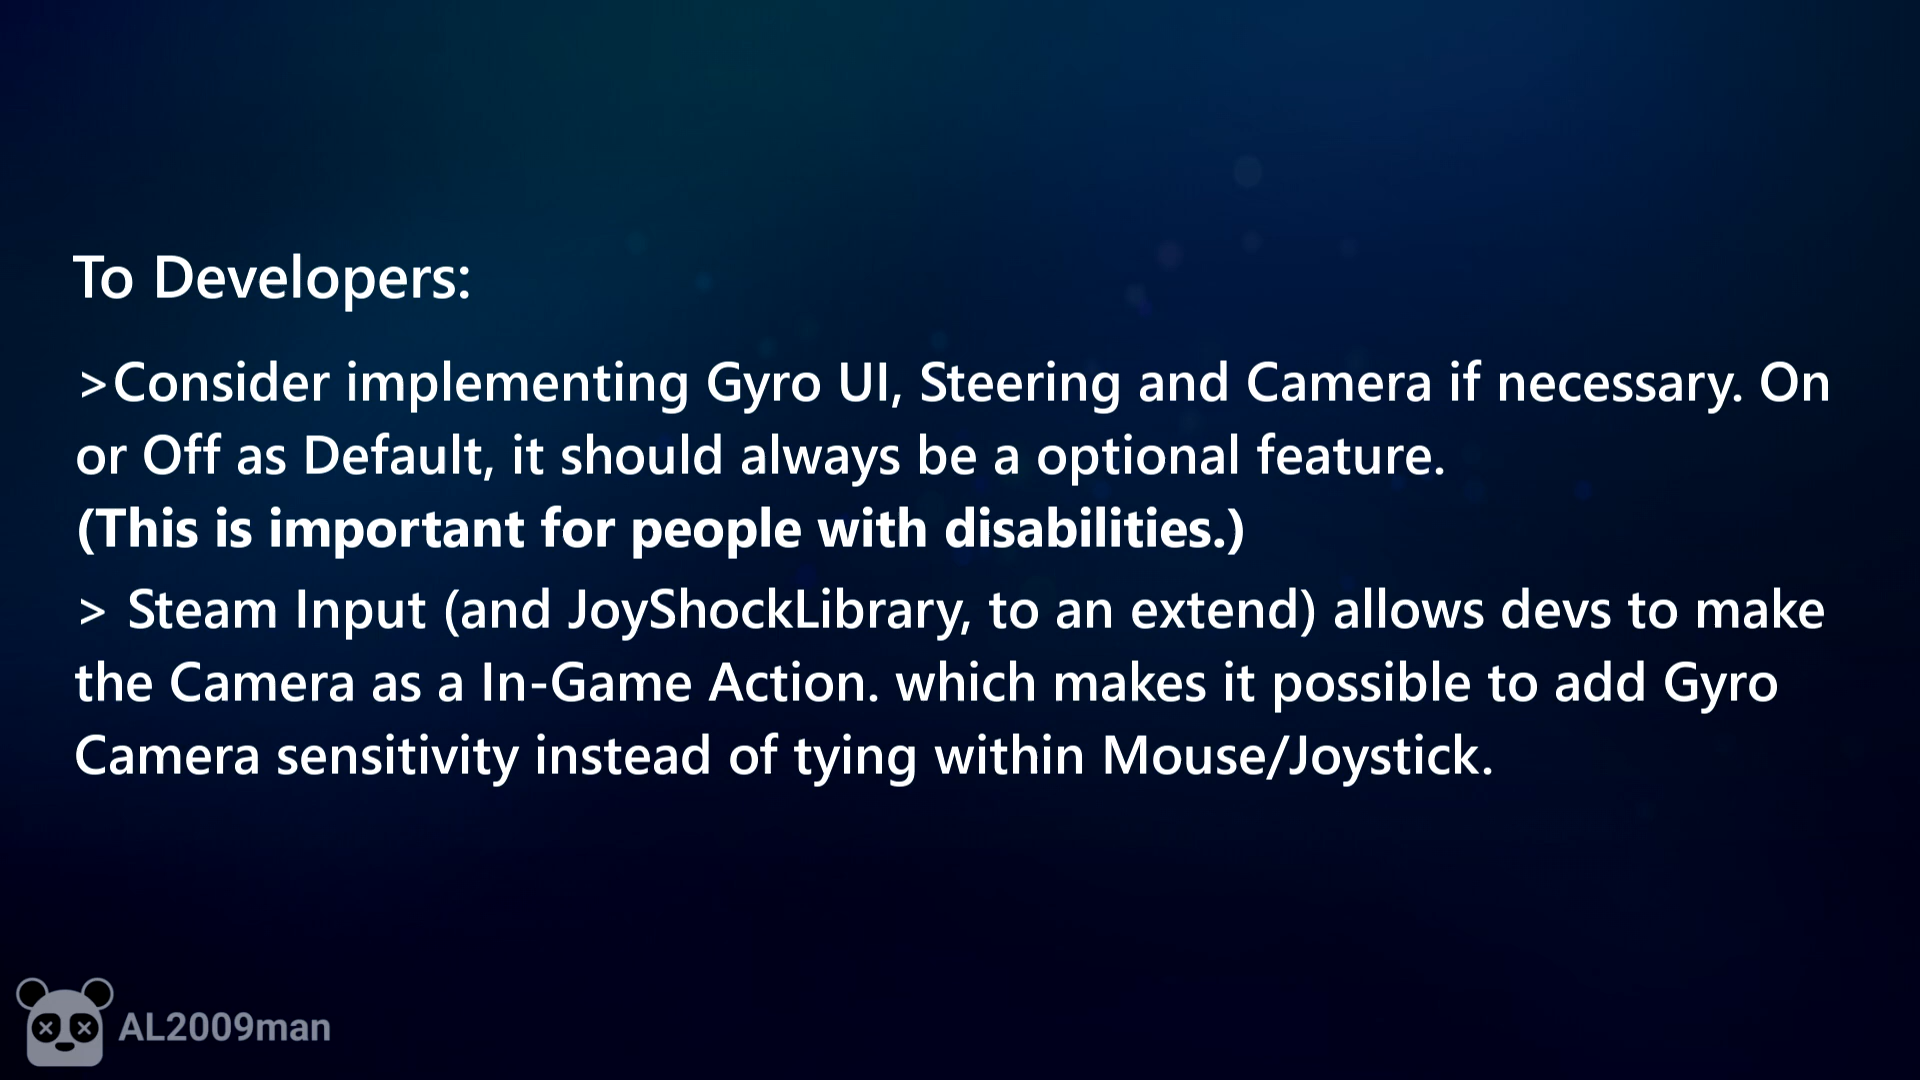 To Developers:
>Consider implementing Gyro UI, Steering and Camera if necessary. On
or Off as Default, it should always be a optional feature.
(This is important for people with disabilities.)
> Steam Input (and JoyShockLibrary, to an extend) allows devs to make
the Camera as a In-Game Action. which makes it possible to add Gyro
Camera sensitivity instead of tying within Mouse/Joystick.
AL2009man